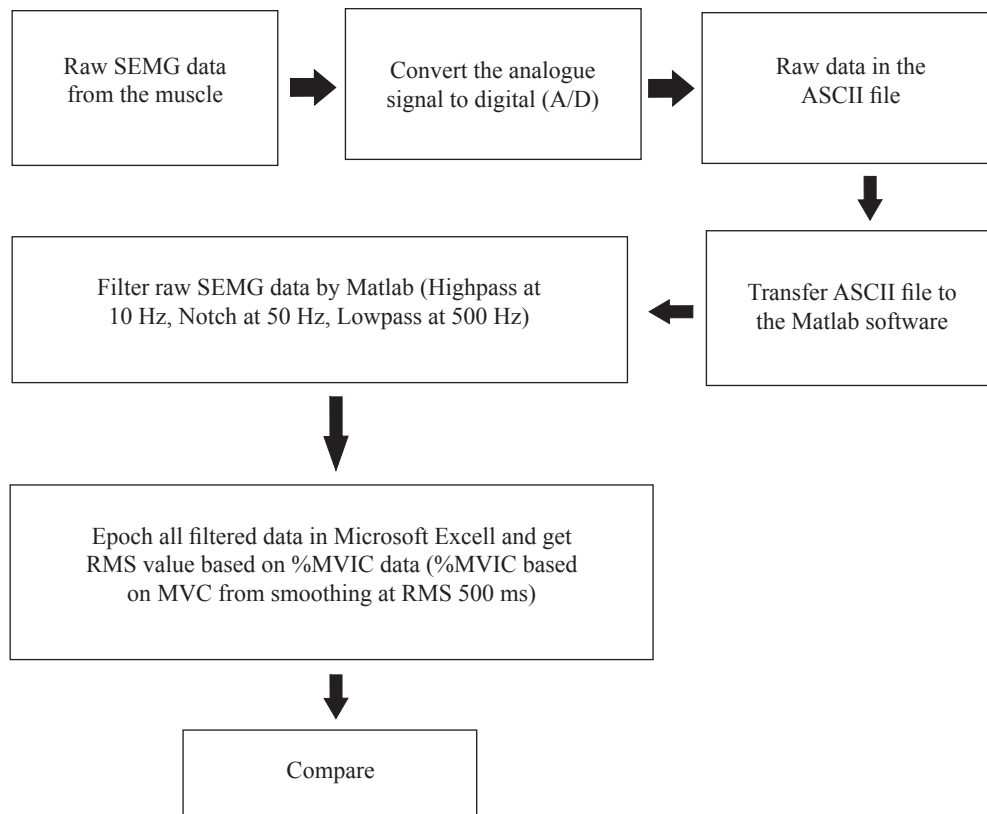 Raw SEMG data
from the muscle
Convert the analogue
signal to digital (A/D)
Raw data in the
ASCII file
Transfer ASCII file to
the Matlab software
Filter raw SEMG data by Matlab (Highpass at
10 Hz, Notch at 50 Hz, Lowpass at 500 Hz)
Epoch all filtered data in Microsoft Excell and get
RMS value based on %MVIC data (%MVIC based
on MVC from smoothing at RMS 500 ms)
Compare